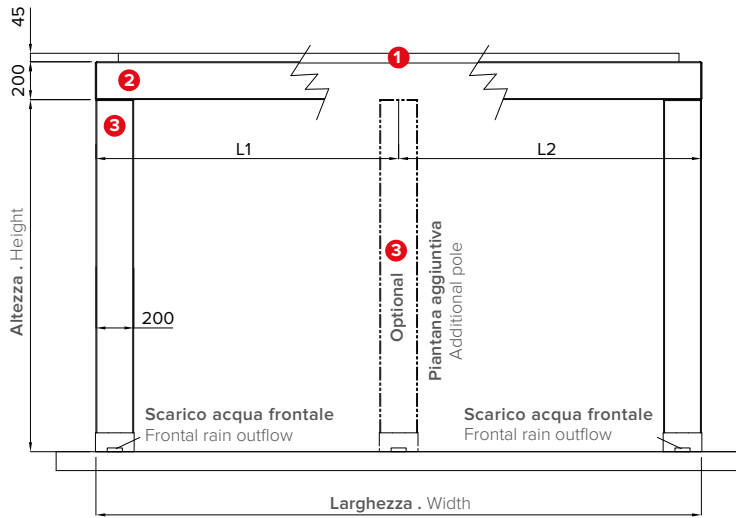 45
1
200
2
3
L1
L2
Altezza . Height
200
3
Optional
Piantana aggiuntiva
Additional pole
Scarico acqua frontale
Frontal rain outflow
Scarico acqua frontale
Frontal rain outflow
Larghezza . Width